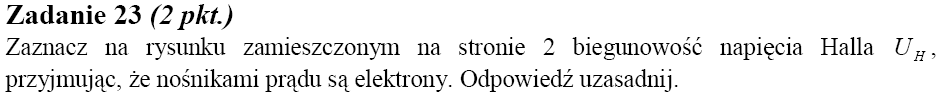 Zadanie 23 (2 pkt.)
Zaznacz na rysunku zamieszczonym na stronie 2 biegunowość napięcia Halla U_H,
przyjmując, że nośnikami prądu są elektrony. Odpowiedź uzasadnij.